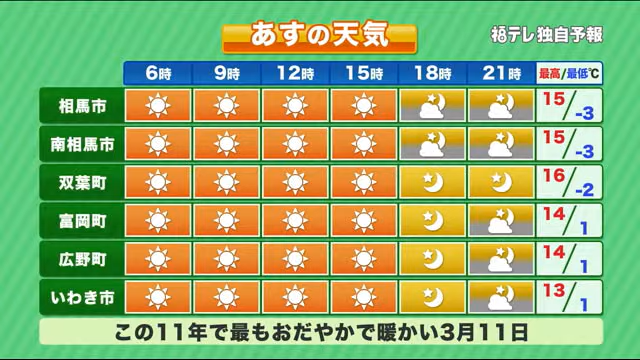 あすの天気
福テレ独自予報
6時 9時 12時 15時 18時 21時 最高/最低℃
相馬市 15/-3
南相馬市 15/-3
双葉町 16/-2
富岡町 14/1
広野町 14/1
いわき市 13/1
この11年で最もおだやかで暖かい3月11日